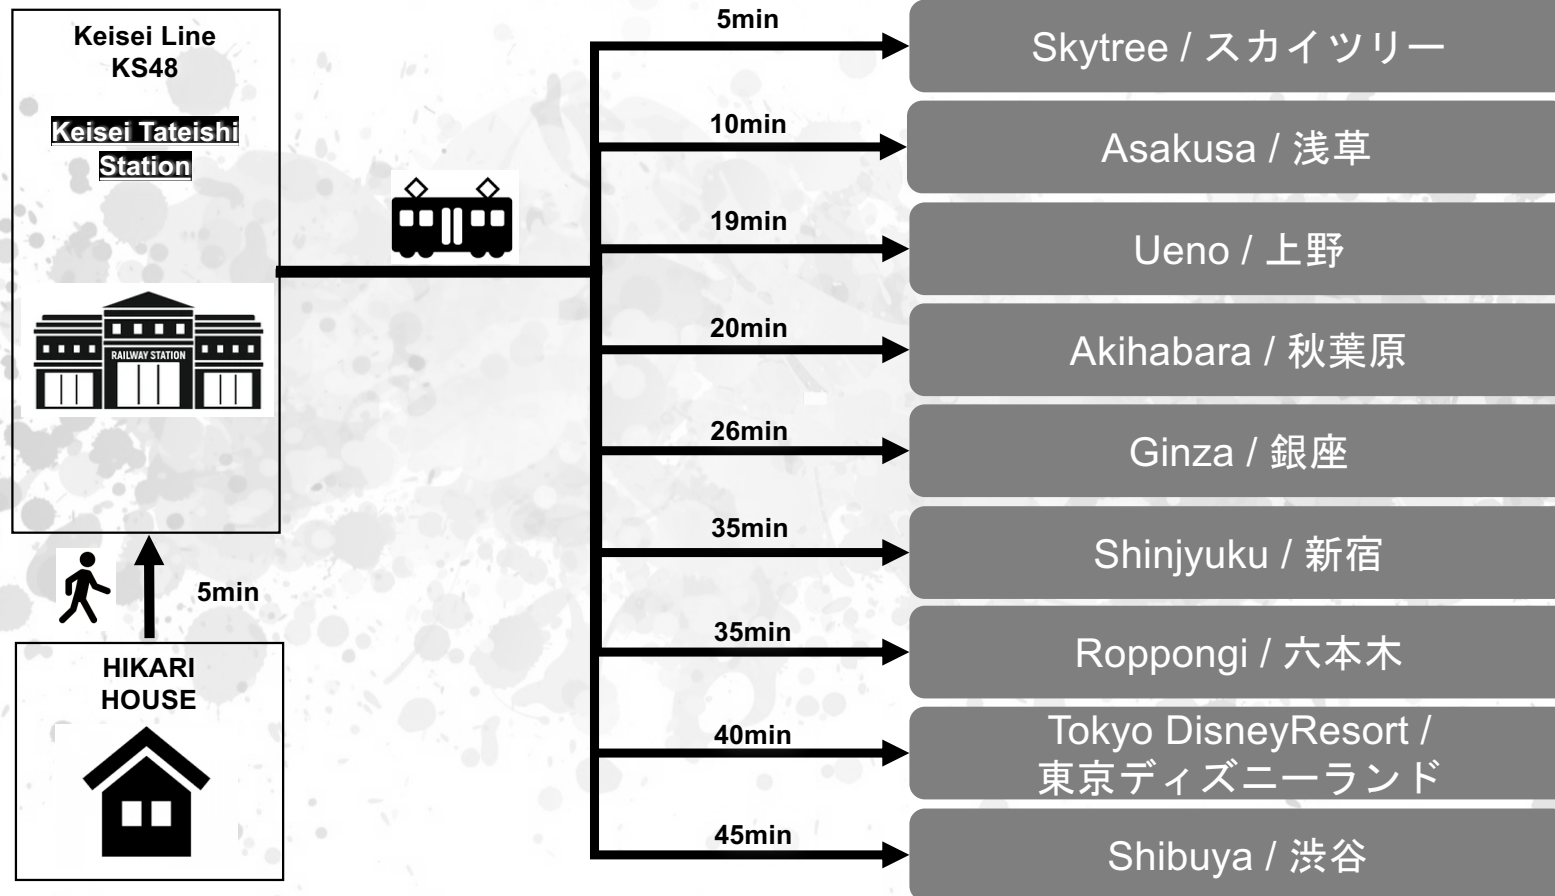 Keisei Line
KS48
Keisei Tateishi
Station
RAILWAY STATION
5min
HIKARI
HOUSE
5min
Skytree / スカイツリー
10min
Asakusa / 浅草
19min
Ueno / 上野
20min
Akihabara / 秋葉原
26min
Ginza / 銀座
35min
Shinjyuku / 新宿
35min
Roppongi / 六本木
40min
Tokyo DisneyResort /
東京ディズニーランド
45min
Shibuya / 渋谷